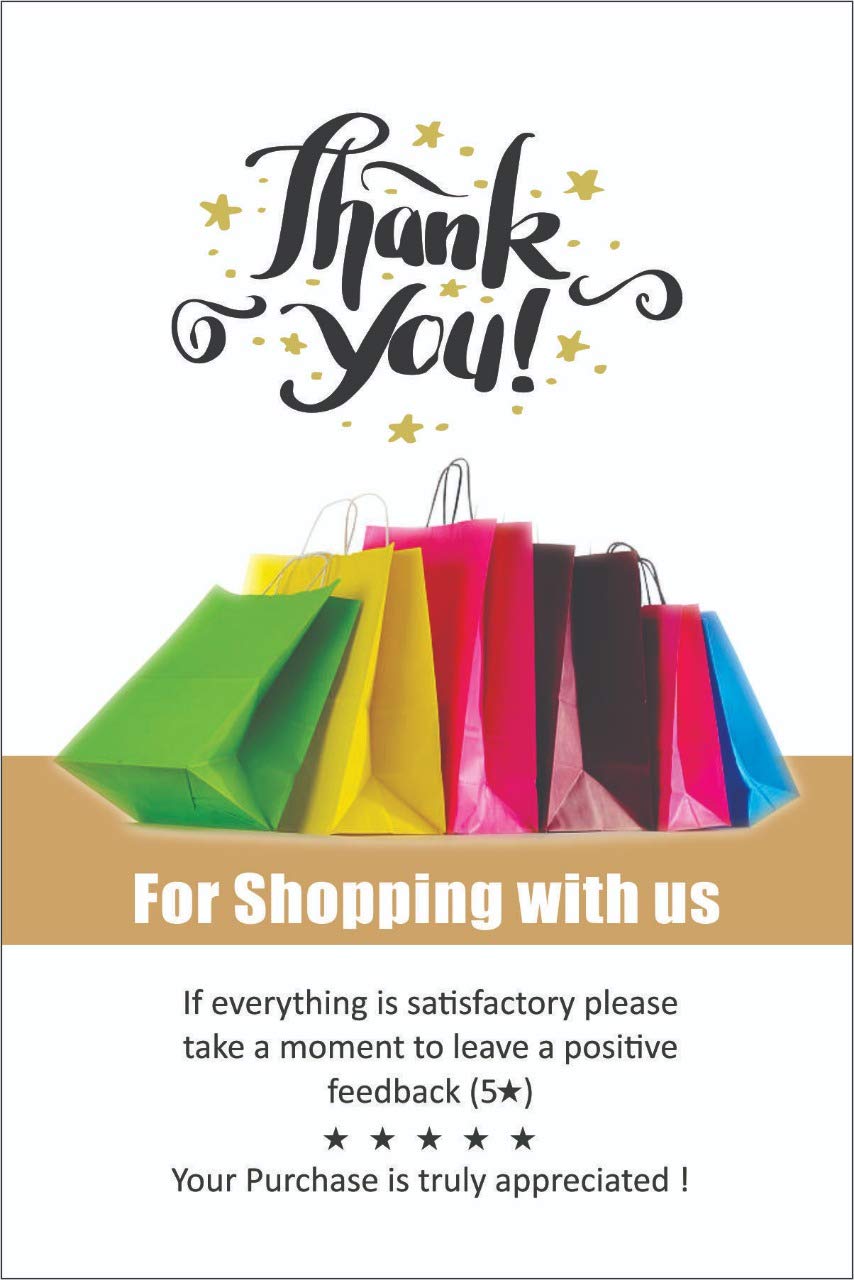 Thank
You!
For Shopping with us
If everything is satisfactory please
take a moment to leave a positive
feedback (5★)
★ ★ ★ ★ ★
Your Purchase is truly appreciated !